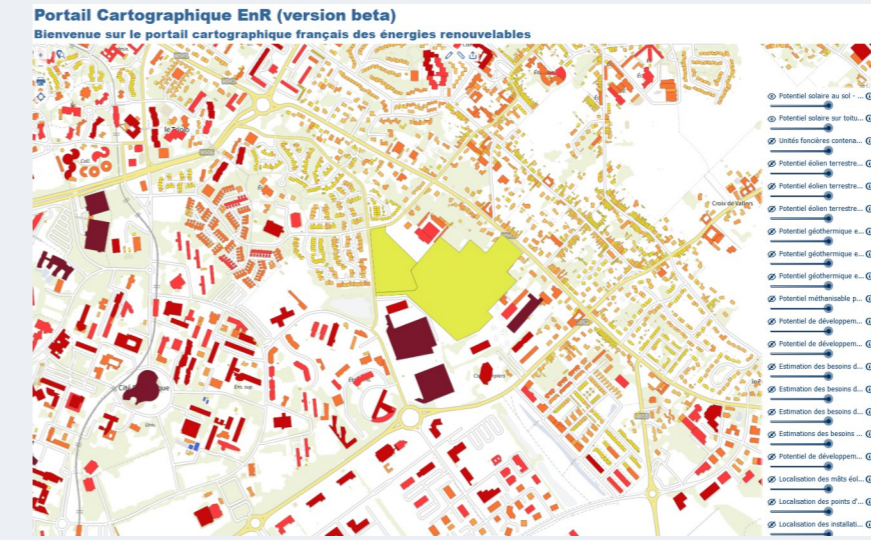 Portail Cartographique EnR (version beta)
Bienvenue sur le portail cartographique français des énergies renouvelables
le Triolo
Croix de Vallers
Potentiel solaire au sol - ...
Potentiel solaire sur toitu...
Unités foncières contena...
Potentiel éolien terrestre...
Potentiel éolien terrestre...
Potentiel éolien terrestre...
Potentiel géothermique e...
Potentiel géothermique e...
Potentiel géothermique e...
Potentiel méthanisable p...
Potentiel de développem...
Potentiel de développem...
Estimation des besoins d...
Estimation des besoins d...
Estimation des besoins d...
Estimations des besoins ...
Potentiel de développem...
Localisation des mâts éol...
Localisation des points d'...
Localisation des installati...